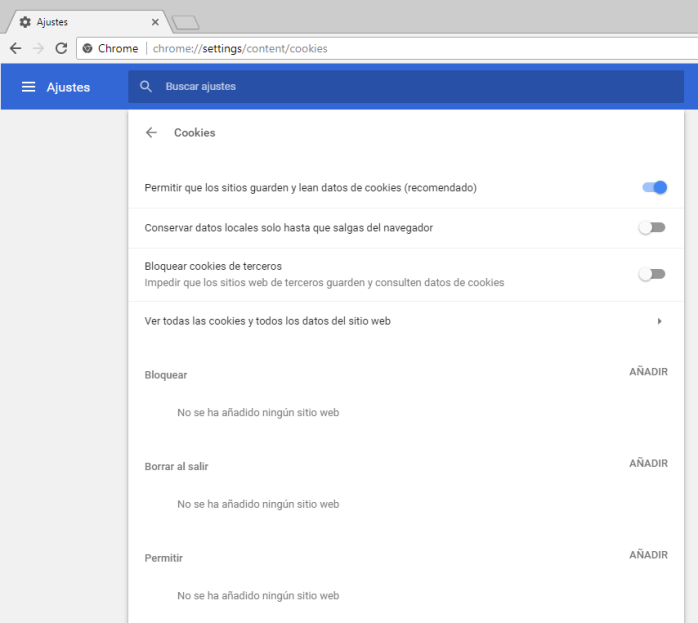 Ajustes
Chrome | chrome://settings/content/cookies
Ajustes
Buscar ajustes
Cookies
Permitir que los sitios guarden y lean datos de cookies (recomendado)
Conservar datos locales solo hasta que salgas del navegador
Bloquear cookies de terceros
Impedir que los sitios web de terceros guarden y consulten datos de cookies
Ver todas las cookies y todos los datos del sitio web
Bloquear AÑADIR
No se ha añadido ningún sitio web
Borrar al salir AÑADIR
No se ha añadido ningún sitio web
Permitir AÑADIR
No se ha añadido ningún sitio web